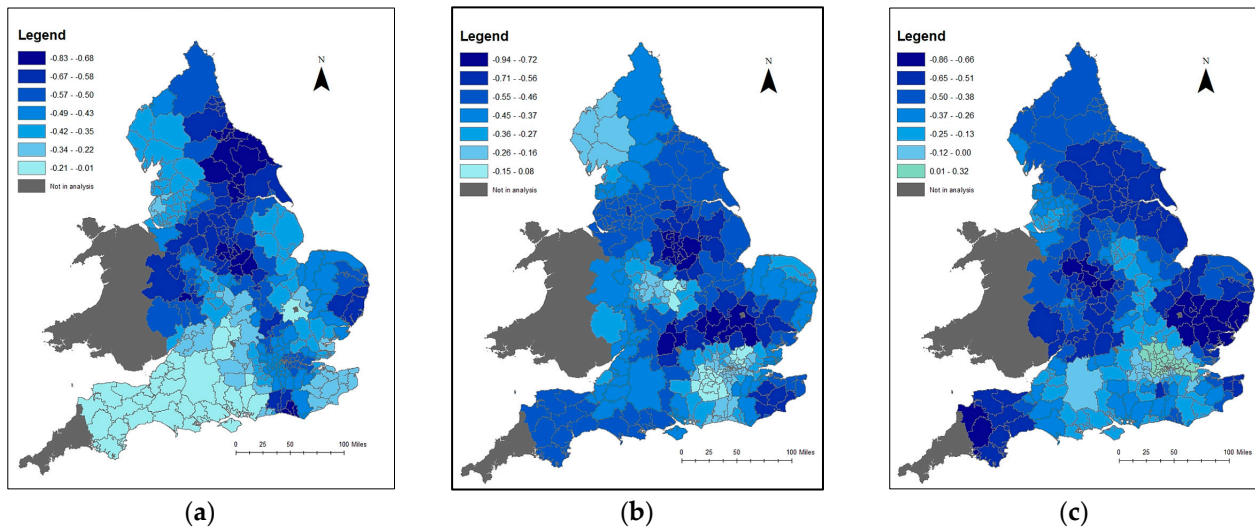 Legend
-0.83 - -0.68
-0.67 - -0.58
-0.57 - -0.50
-0.49 - -0.43
-0.42 - -0.35
-0.34 - -0.22
-0.21 - -0.01
Not in analysis
N
0 25 50 100 Miles
(a)
Legend
-0.94 - -0.72
-0.71 - -0.56
-0.55 - -0.46
-0.45 - -0.37
-0.36 - -0.27
-0.26 - -0.16
-0.15 - 0.08
Not in analysis
N
0 25 50 100 Miles
(b)
Legend
-0.86 - -0.66
-0.65 - -0.51
-0.50 - -0.38
-0.37 - -0.26
-0.25 - -0.13
-0.12 - 0.00
0.01 - 0.32
Not in analysis
N
0 25 50 100 Miles
(c)